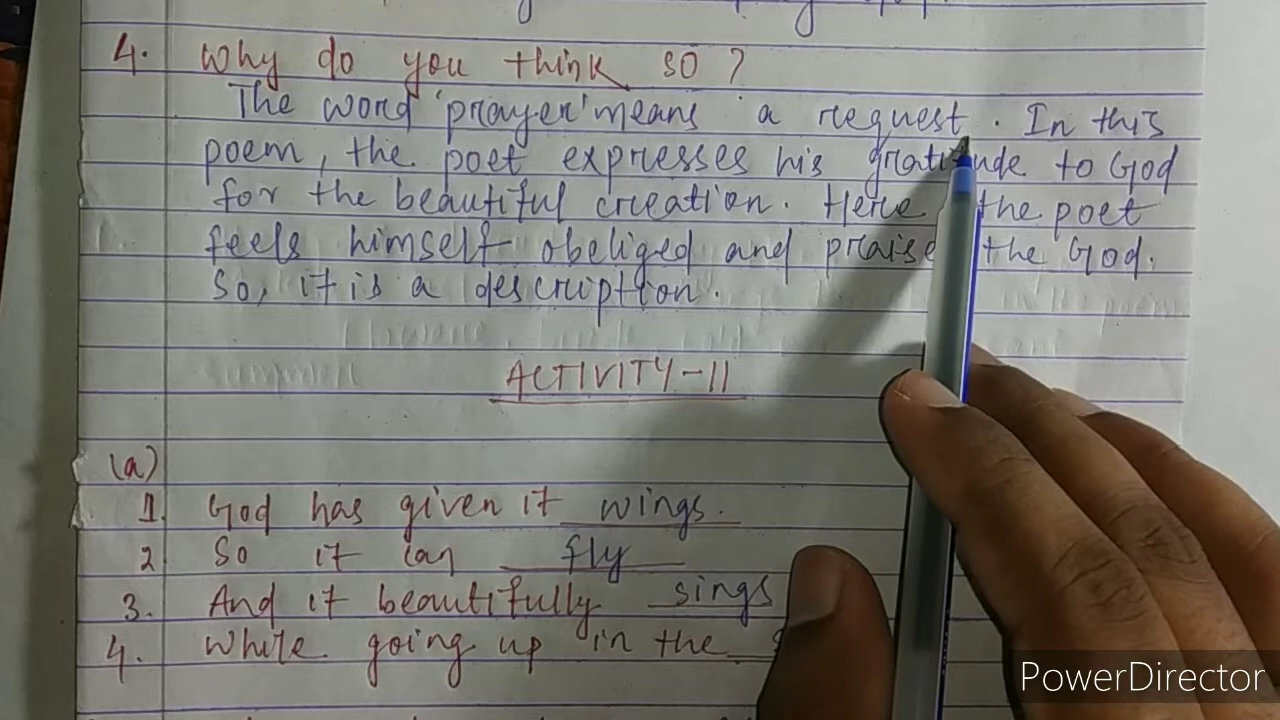 4. Why do you think so ?
The word 'prayer' means a request. In this
poem, the poet expresses his gratitude to God
for the beautiful creation. Here the poet
feels himself obeliged and praise the God.
So, it is a description.
ACTIVITY-II
(a)
1. God has given it wings.
2 So it can fly
3. And it beautifully sings
4. While going up in the
PowerDirector